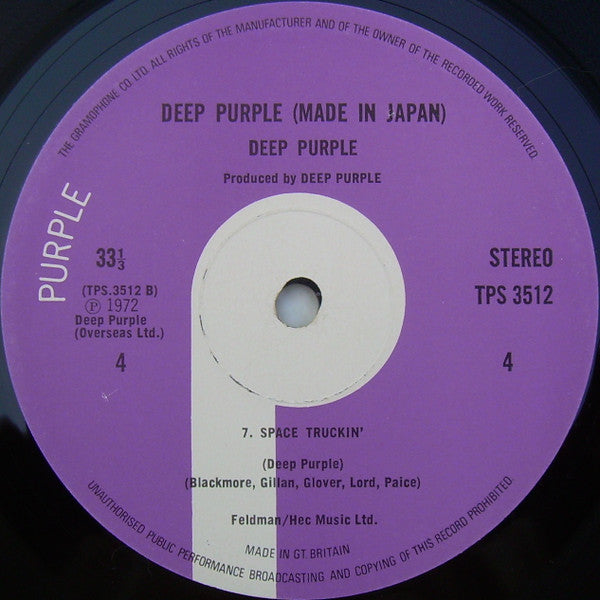 THE GRAMOPHONE CO. LTD. ALL RIGHTS OF THE MANUFACTURER AND OF THE OWNER OF THE RECORDED WORK RESERVED.
DEEP PURPLE (MADE IN JAPAN)
DEEP PURPLE
Produced by DEEP PURPLE
PURPLE
33⅓
STEREO
(TPS.3512 B)
TPS 3512
Ⓟ 1972
Deep Purple
(Overseas Ltd.)
4
4
7. SPACE TRUCKIN'
(Deep Purple)
(Blackmore, Gillan, Glover, Lord, Paice)
Feldman/Hec Music Ltd.
MADE IN GT. BRITAIN
UNAUTHORISED PUBLIC PERFORMANCE BROADCASTING AND COPYING OF THIS RECORD PROHIBITED.